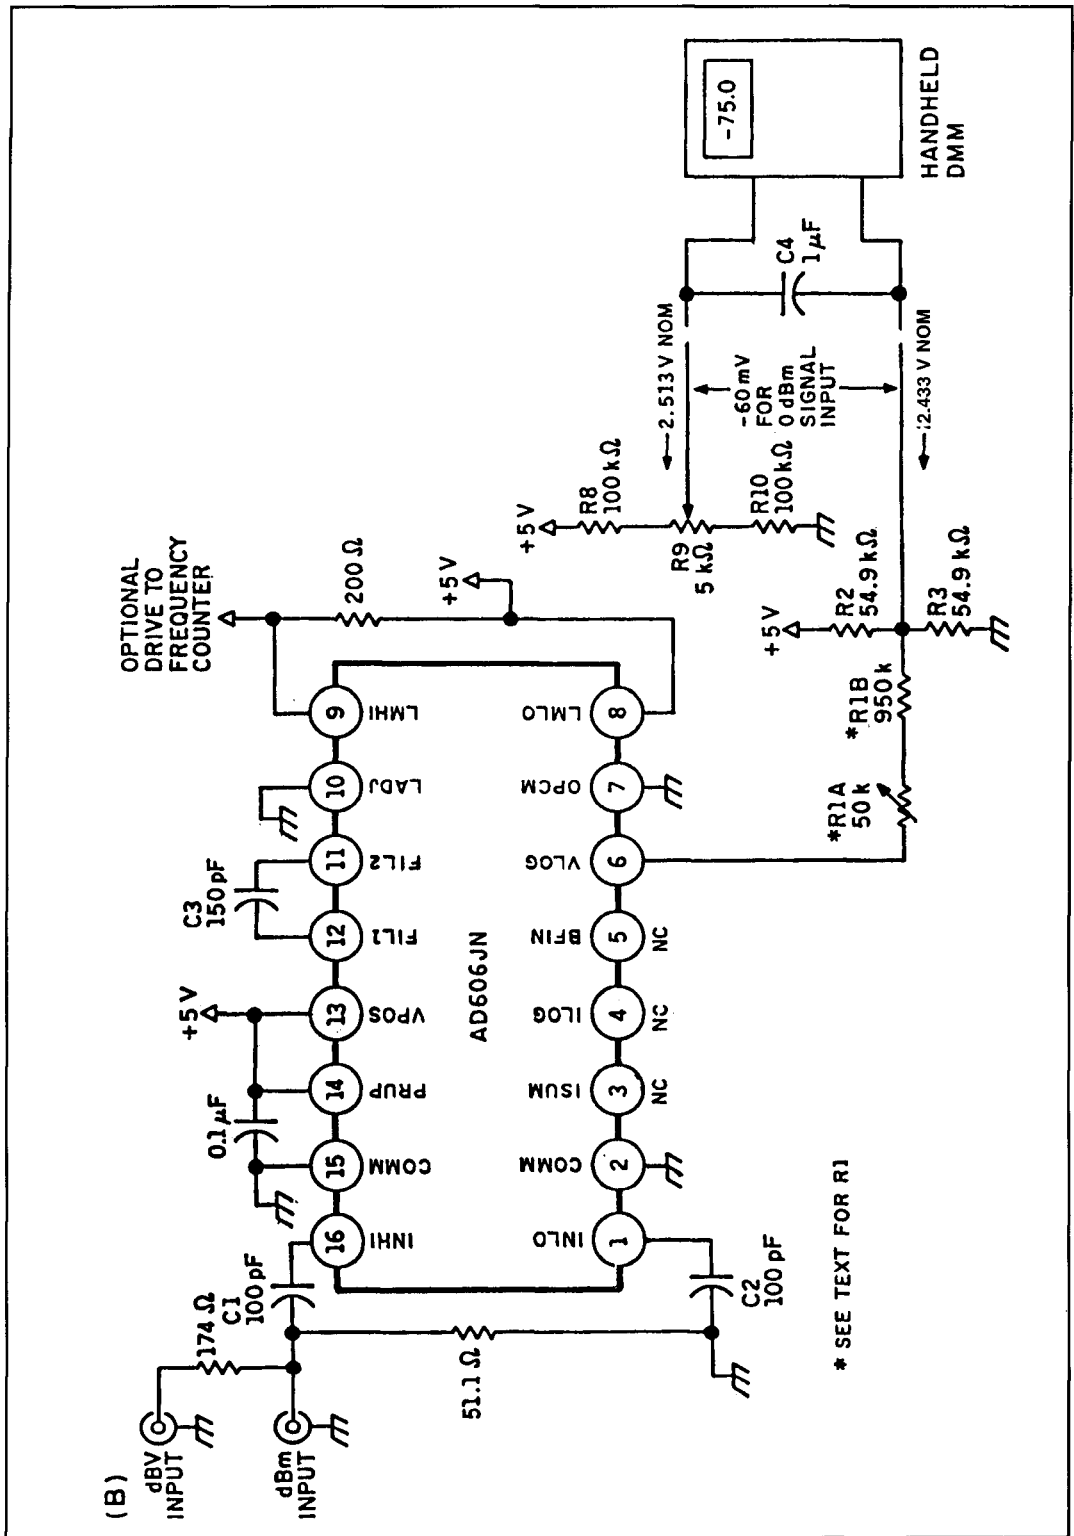 (B)
dBV
INPUT
dBm
INPUT
174 Ω
C1
100 pF
51.1 Ω
C2
100 pF
0.1 µF
+5 V
C3
150 pF
OPTIONAL
DRIVE TO
FREQUENCY
COUNTER
200 Ω
+5 V
16
15
14
13
12
11
10
9
INHI
COMM
PRUP
VPOS
FIL1
FIL2
LADJ
LMHI
AD606JN
INLO
COMM
ISUM
ILOG
BFIN
VLOG
OPCM
LMLO
1
2
3
4
5
6
7
8
NC
NC
NC
*R1A
50 k
*R1B
950 k
+5 V
R2
54.9 kΩ
R3
54.9 kΩ
+5 V
R8
100 kΩ
R9
5 kΩ
R10
100 kΩ
2.513 V NOM
-60 mV
FOR
0 dBm
SIGNAL
INPUT
2.433 V NOM
C4
1 µF
-75.0
HANDHELD
DMM
* SEE TEXT FOR R1